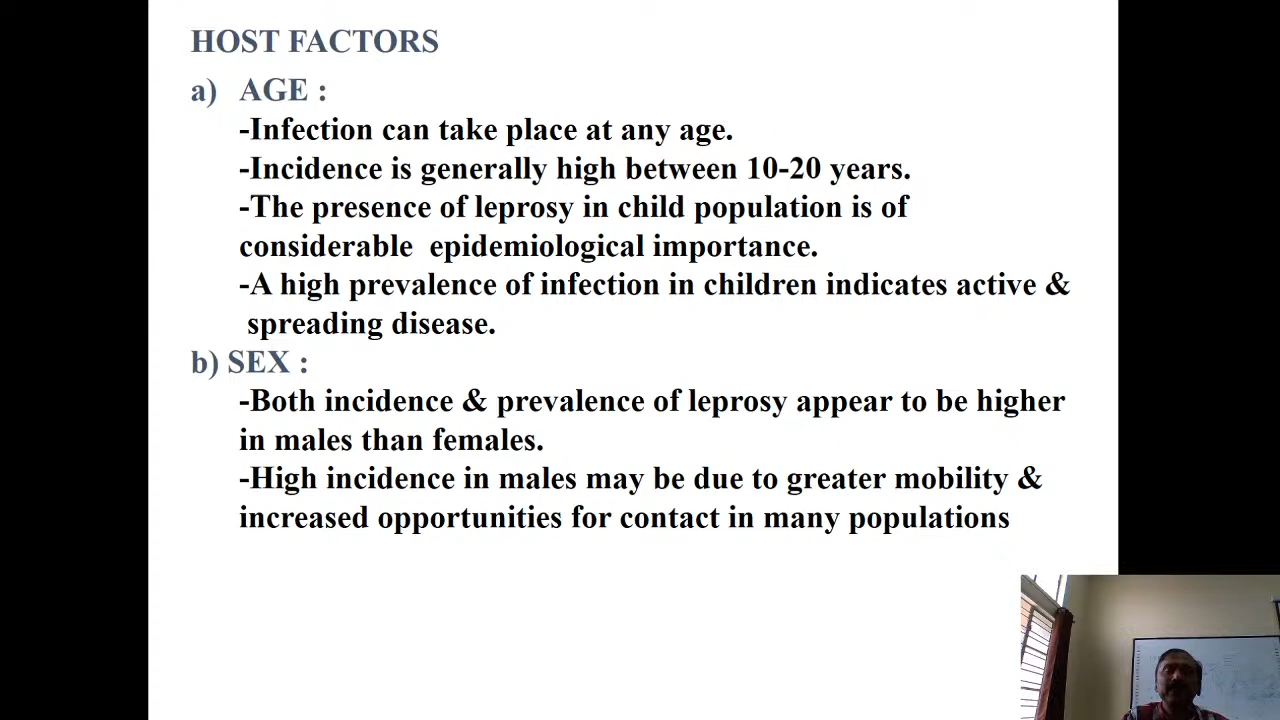 HOST FACTORS
a) AGE :
-Infection can take place at any age.
-Incidence is generally high between 10-20 years.
-The presence of leprosy in child population is of
considerable epidemiological importance.
-A high prevalence of infection in children indicates active &
spreading disease.
b) SEX :
-Both incidence & prevalence of leprosy appear to be higher
in males than females.
-High incidence in males may be due to greater mobility &
increased opportunities for contact in many populations